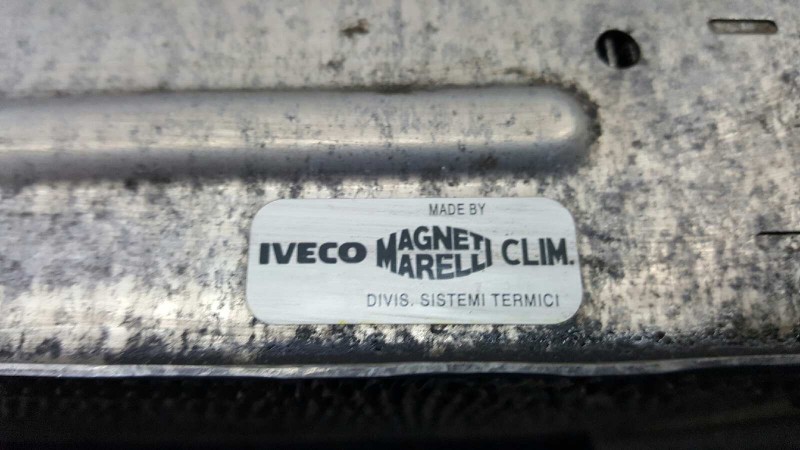 MADE BY
IVECO MAGNETI MARELLI CLIM.
DIVIS. SISTEMI TERMICI